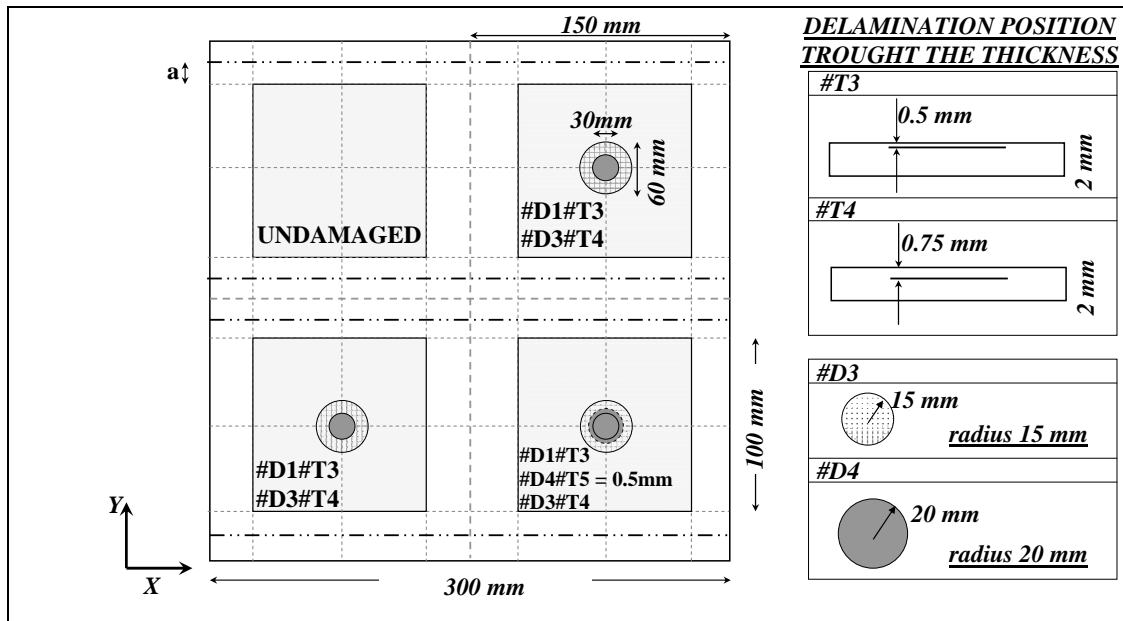 150 mm
a
30mm
60 mm
UNDAMAGED
#D1#T3
#D3#T4
#D1#T3
#D3#T4
#D1#T3
#D4#T5 = 0.5mm
#D3#T4
100 mm
Y
X
300 mm
DELAMINATION POSITION
TROUGHT THE THICKNESS
#T3
0.5 mm
2 mm
#T4
0.75 mm
2 mm
#D3
15 mm
radius 15 mm
#D4
20 mm
radius 20 mm